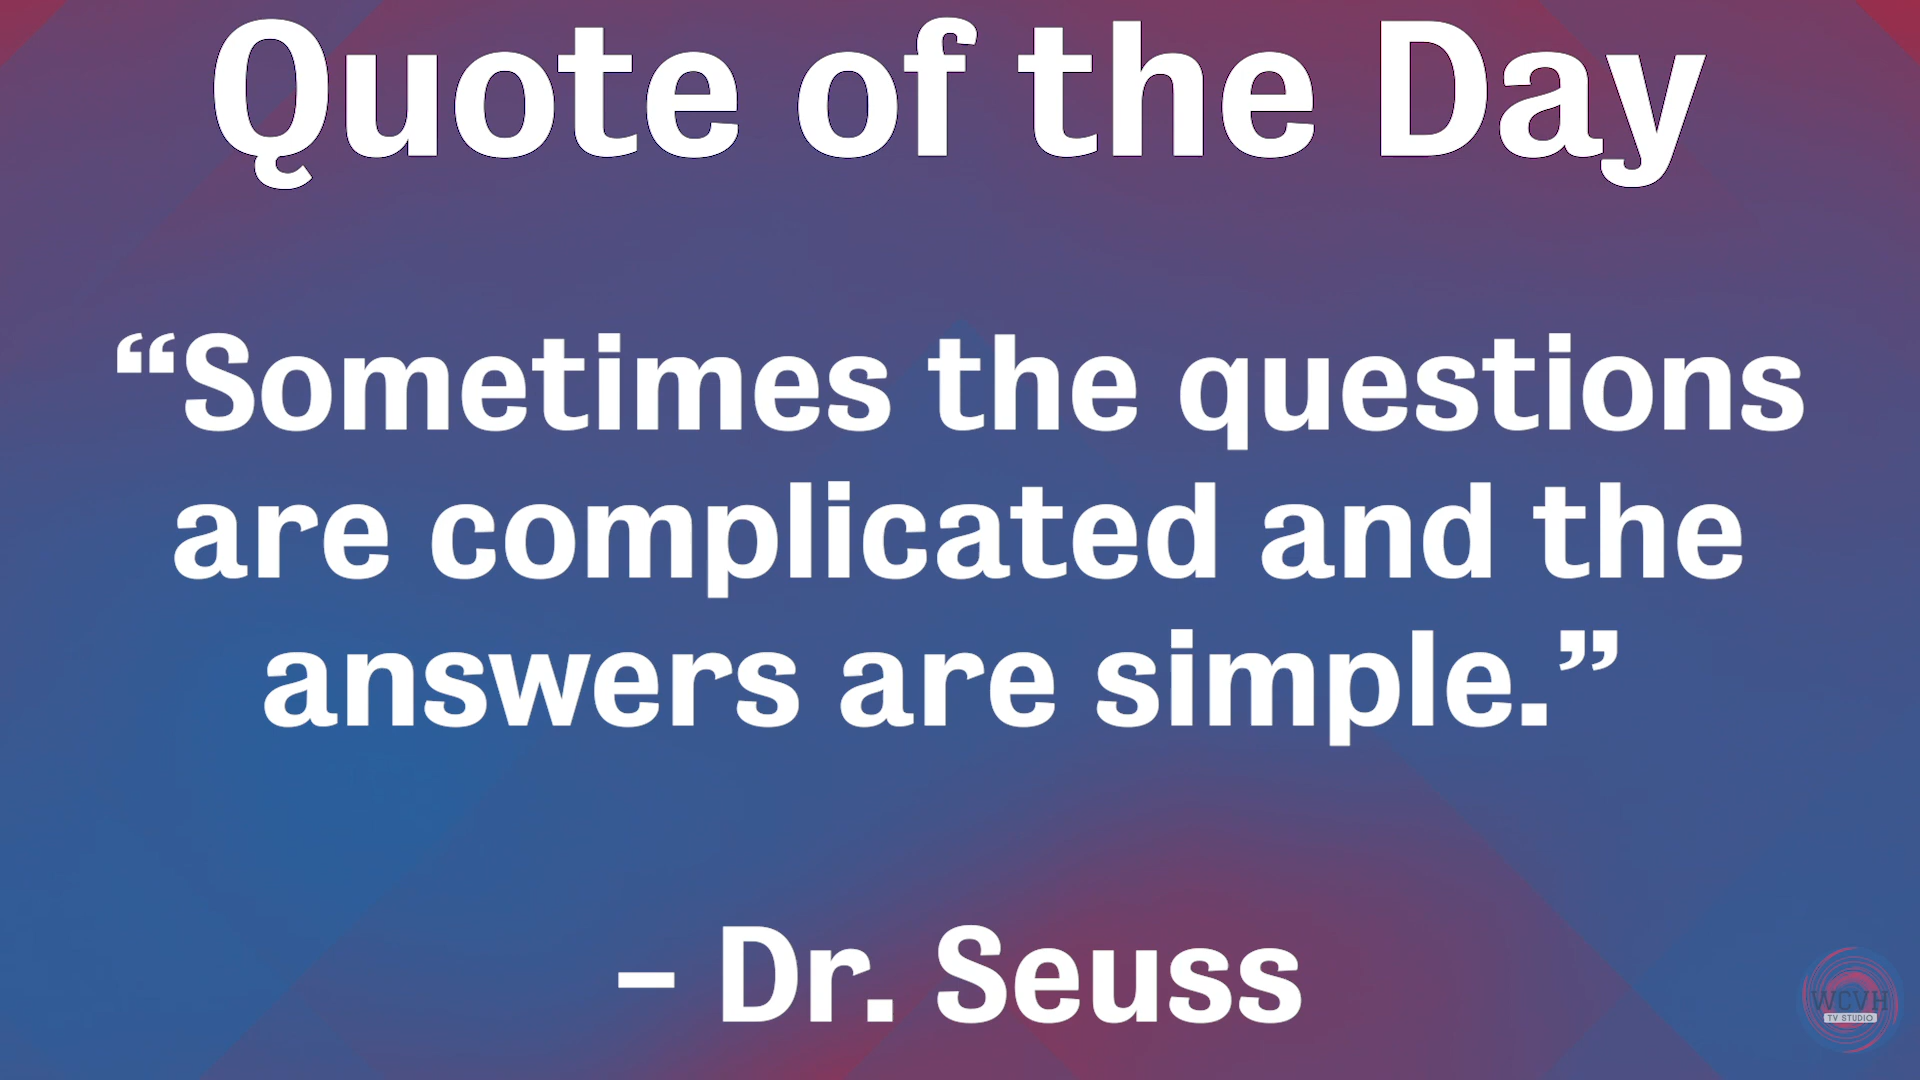 Quote of the Day
“Sometimes the questions
are complicated and the
answers are simple.”
– Dr. Seuss
WCVH
TV STUDIO